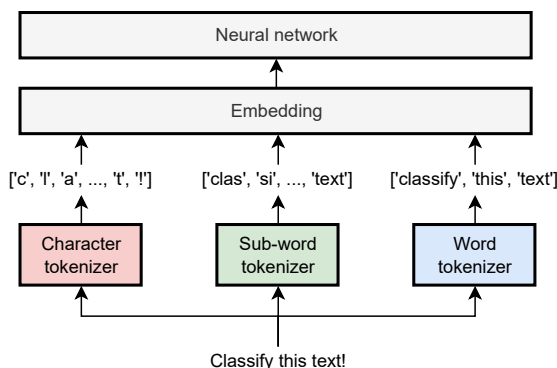 Neural network
Embedding
['c', 'l', 'a', ..., 't', '!']
['clas', 'si', ..., 'text']
['classify', 'this', 'text']
Character
tokenizer
Sub-word
tokenizer
Word
tokenizer
Classify this text!